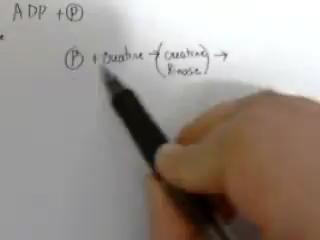 ADP + P
P + creatine → (creatine kinase) →